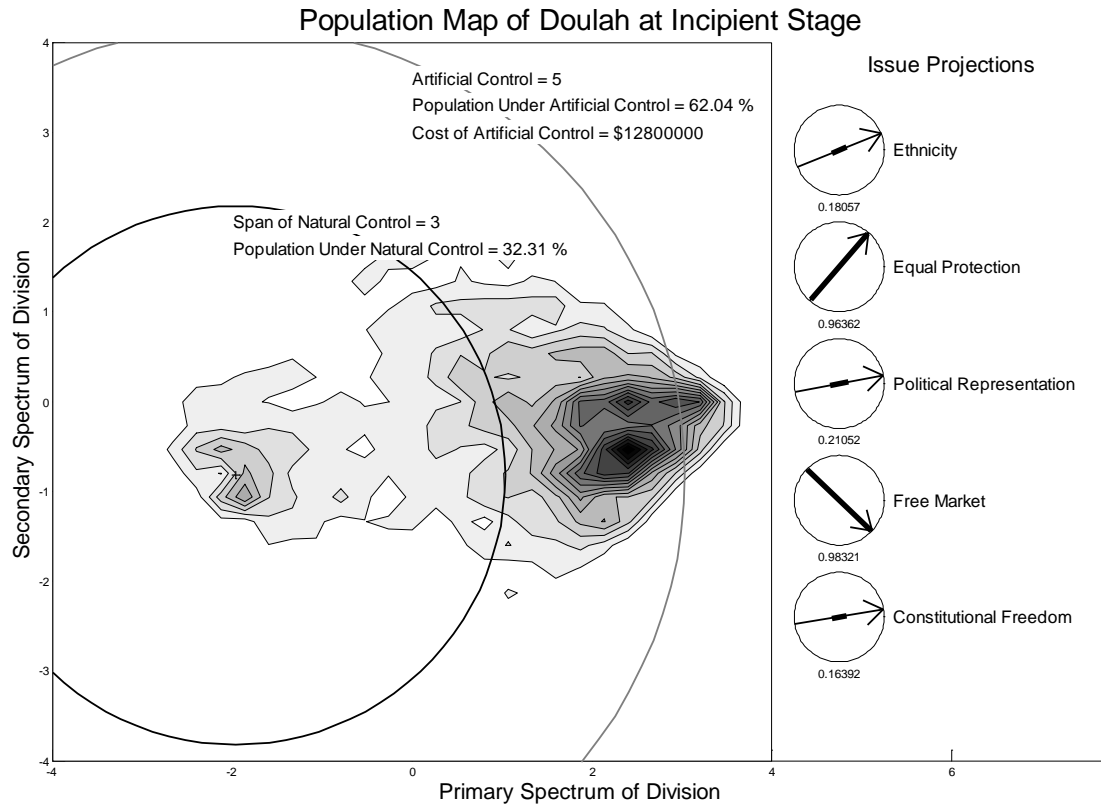 Population Map of Doulah at Incipient Stage
Issue Projections
Artificial Control = 5
Population Under Artificial Control = 62.04 %
Cost of Artificial Control = $12800000
Span of Natural Control = 3
Population Under Natural Control = 32.31 %
Ethnicity
0.18057
Equal Protection
0.96362
Political Representation
0.21052
Free Market
0.98321
Constitutional Freedom
0.16392
Secondary Spectrum of Division
4
3
2
1
0
-1
-2
-3
-4
-4
-2
0
2
4
6
Primary Spectrum of Division